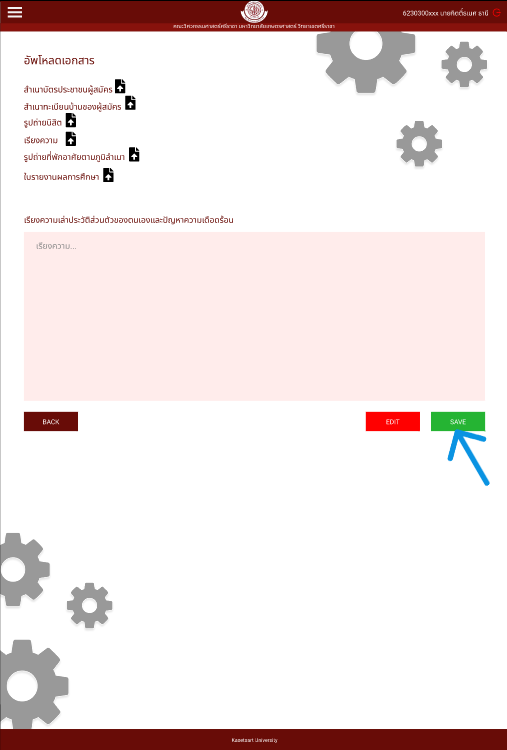 6230300xxx นายกิตติ์ธเนศ ธานี
คณะวิศวกรรมศาสตร์ศรีราชา มหาวิทยาลัยเกษตรศาสตร์ วิทยาเขตศรีราชา
อัพโหลดเอกสาร
สำเนาบัตรประชาชนผู้สมัคร
สำเนาทะเบียนบ้านของผู้สมัคร
รูปถ่ายนิสิต
เรียงความ
รูปถ่ายที่พักอาศัยตามภูมิลำเนา
ใบรายงานผลการศึกษา
เรียงความเล่าประวัติส่วนตัวของตนเองและปัญหาความเดือดร้อน
เรียงความ...
BACK
EDIT
SAVE
Kasetsart University